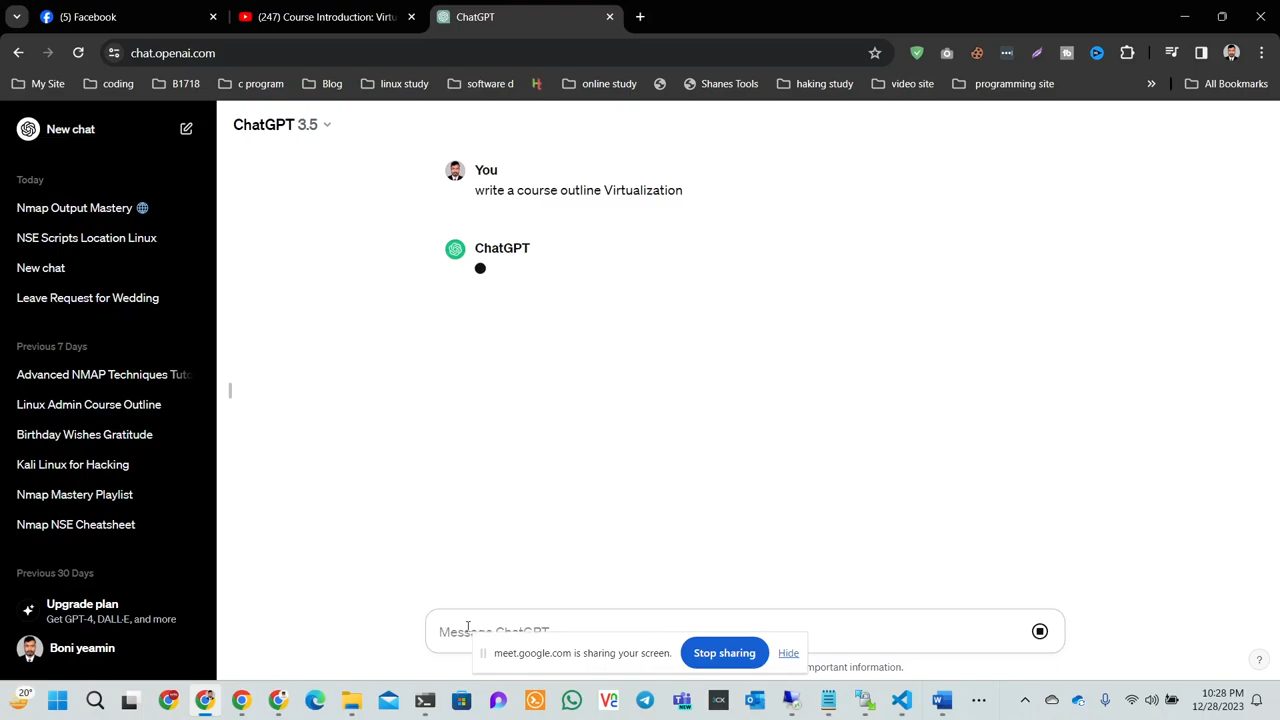 (5) Facebook
(247) Course Introduction: Virtu
ChatGPT
chat.openai.com
My Site
coding
B1718
c program
Blog
linux study
software d
online study
Shanes Tools
haking study
video site
programming site
All Bookmarks
New chat
ChatGPT 3.5
Today
Nmap Output Mastery
NSE Scripts Location Linux
New chat
Leave Request for Wedding
Previous 7 Days
Advanced NMAP Techniques Tuto
Linux Admin Course Outline
Birthday Wishes Gratitude
Kali Linux for Hacking
Nmap Mastery Playlist
Nmap NSE Cheatsheet
Previous 30 Days
Upgrade plan
Get GPT-4, DALL·E, and more
Boni yeamin
You
write a course outline Virtualization
ChatGPT
Message ChatGPT
meet.google.com is sharing your screen.
Stop sharing
Hide
important information.
?
20°
10:28 PM
12/28/2023